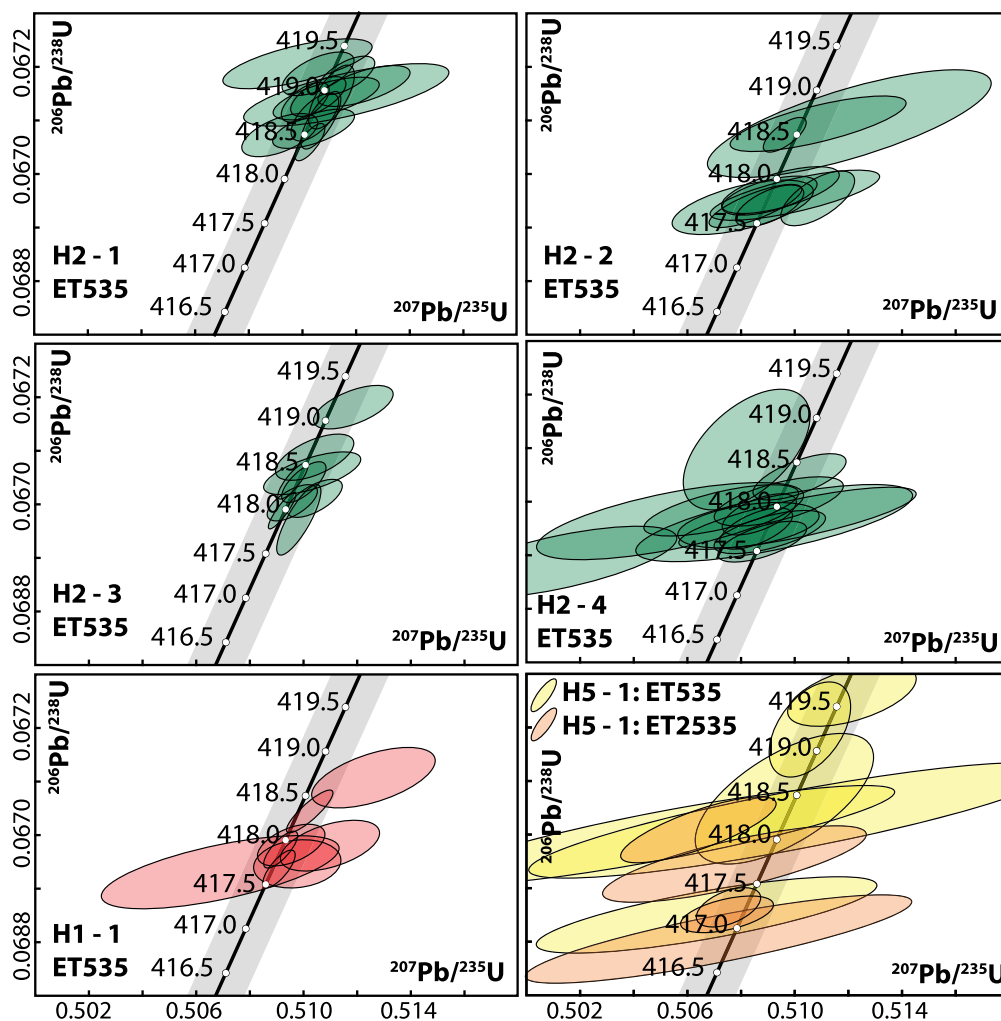 ²⁰⁶Pb/²³⁸U
0.0672
0.0670
0.0688
419.5
419.0
418.5
418.0
417.5
417.0
416.5
H2 - 1
ET535
²⁰⁷Pb/²³⁵U
²⁰⁶Pb/²³⁸U
419.5
419.0
418.5
418.0
417.5
417.0
416.5
H2 - 2
ET535
²⁰⁷Pb/²³⁵U
²⁰⁶Pb/²³⁸U
0.0672
0.0670
0.0688
419.5
419.0
418.5
418.0
417.5
417.0
416.5
H2 - 3
ET535
²⁰⁷Pb/²³⁵U
²⁰⁶Pb/²³⁸U
419.5
419.0
418.5
418.0
417.5
417.0
416.5
H2 - 4
ET535
²⁰⁷Pb/²³⁵U
²⁰⁶Pb/²³⁸U
0.0672
0.0670
0.0688
419.5
419.0
418.5
418.0
417.5
417.0
416.5
H1 - 1
ET535
²⁰⁷Pb/²³⁵U
0.502
0.506
0.510
0.514
H5 - 1: ET535
H5 - 1: ET2535
²⁰⁶Pb/²³⁸U
419.5
419.0
418.5
418.0
417.5
417.0
416.5
²⁰⁷Pb/²³⁵U
0.502
0.506
0.510
0.514